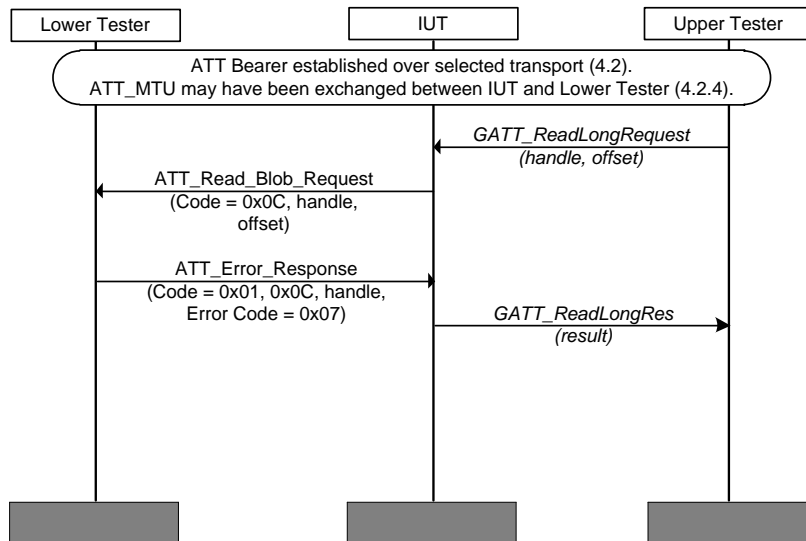 Lower Tester
IUT
Upper Tester
ATT Bearer established over selected transport (4.2).
ATT_MTU may have been exchanged between IUT and Lower Tester (4.2.4).
GATT_ReadLongRequest
(handle, offset)
ATT_Read_Blob_Request
(Code = 0x0C, handle,
offset)
ATT_Error_Response
(Code = 0x01, 0x0C, handle,
Error Code = 0x07)
GATT_ReadLongRes
(result)